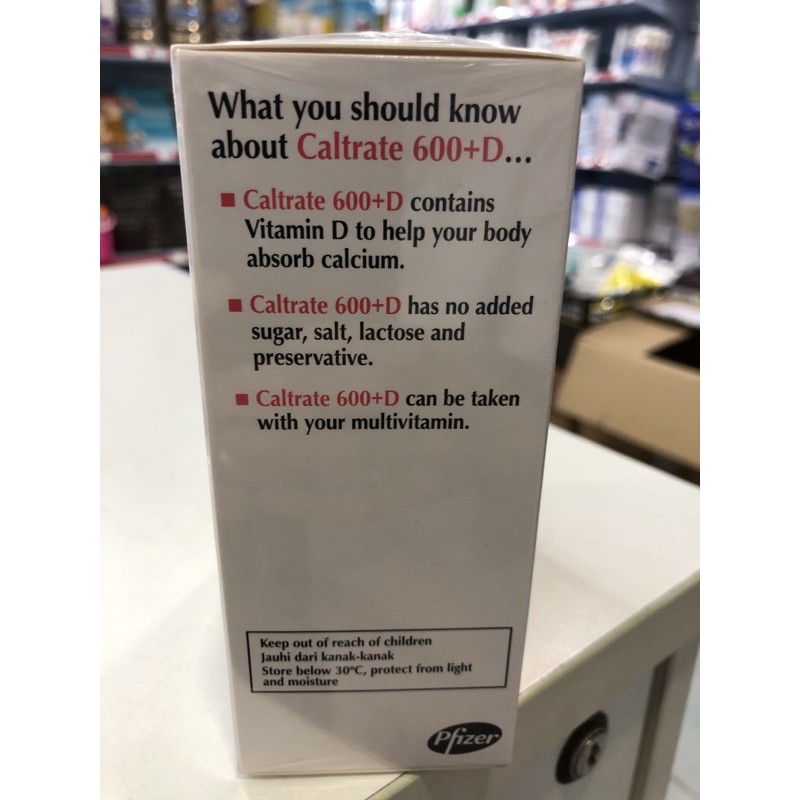 What you should know
about Caltrate 600+D...
■ Caltrate 600+D contains
Vitamin D to help your body
absorb calcium.
■ Caltrate 600+D has no added
sugar, salt, lactose and
preservative.
■ Caltrate 600+D can be taken
with your multivitamin.
Keep out of reach of children
Jauhi dari kanak-kanak
Store below 30ºC, protect from light
and moisture
Pfizer